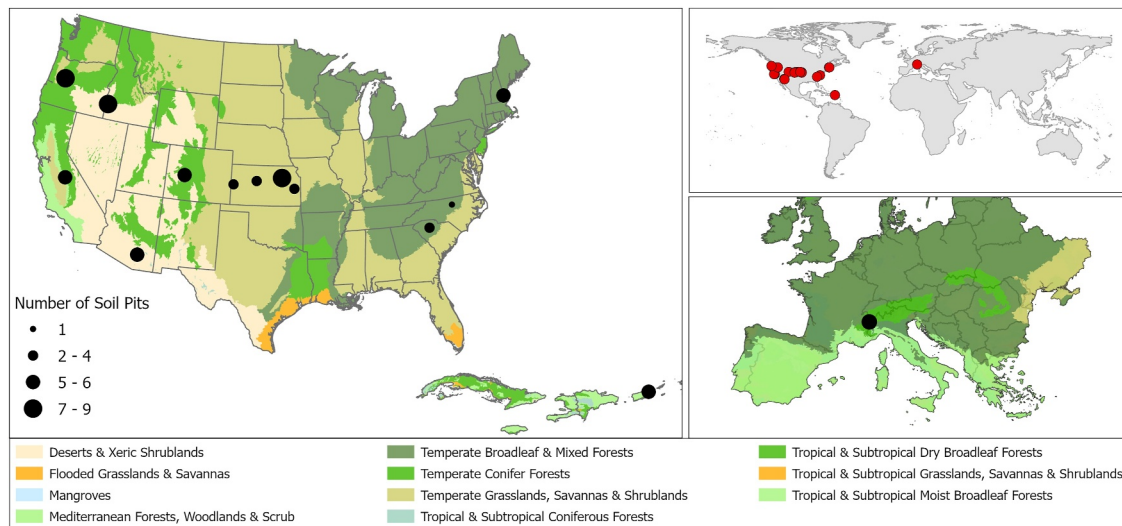 Number of Soil Pits
1
2 - 4
5 - 6
7 - 9
Deserts & Xeric Shrublands
Flooded Grasslands & Savannas
Mangroves
Mediterranean Forests, Woodlands & Scrub
Temperate Broadleaf & Mixed Forests
Temperate Conifer Forests
Temperate Grasslands, Savannas & Shrublands
Tropical & Subtropical Coniferous Forests
Tropical & Subtropical Dry Broadleaf Forests
Tropical & Subtropical Grasslands, Savannas & Shrublands
Tropical & Subtropical Moist Broadleaf Forests